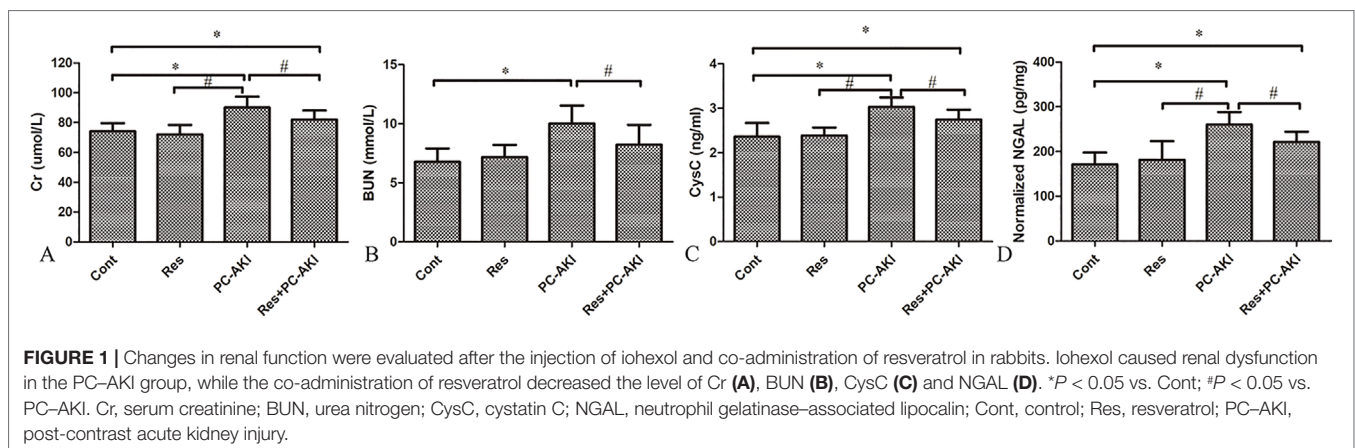 *
* #
#
120
100
80
60
40
20
0
Cr (umol/L)
A
Cont
Res
PC-AKI
Res+PC-AKI
* #
15
10
5
0
BUN (mmol/L)
B
Cont
Res
PC-AKI
Res+PC-AKI
*
*
# #
4
3
2
1
0
CysC (ng/ml)
C
Cont
Res
PC-AKI
Res+PC-AKI
*
*
# #
400
300
200
100
0
Normalized NGAL (pg/mg)
D
Cont
Res
PC-AKI
Res+PC-AKI
FIGURE 1 | Changes in renal function were evaluated after the injection of iohexol and co-administration of resveratrol in rabbits. Iohexol caused renal dysfunction
in the PC–AKI group, while the co-administration of resveratrol decreased the level of Cr (A), BUN (B), CysC (C) and NGAL (D). *P < 0.05 vs. Cont; #P < 0.05 vs.
PC–AKI. Cr, serum creatinine; BUN, urea nitrogen; CysC, cystatin C; NGAL, neutrophil gelatinase–associated lipocalin; Cont, control; Res, resveratrol; PC–AKI,
post-contrast acute kidney injury.